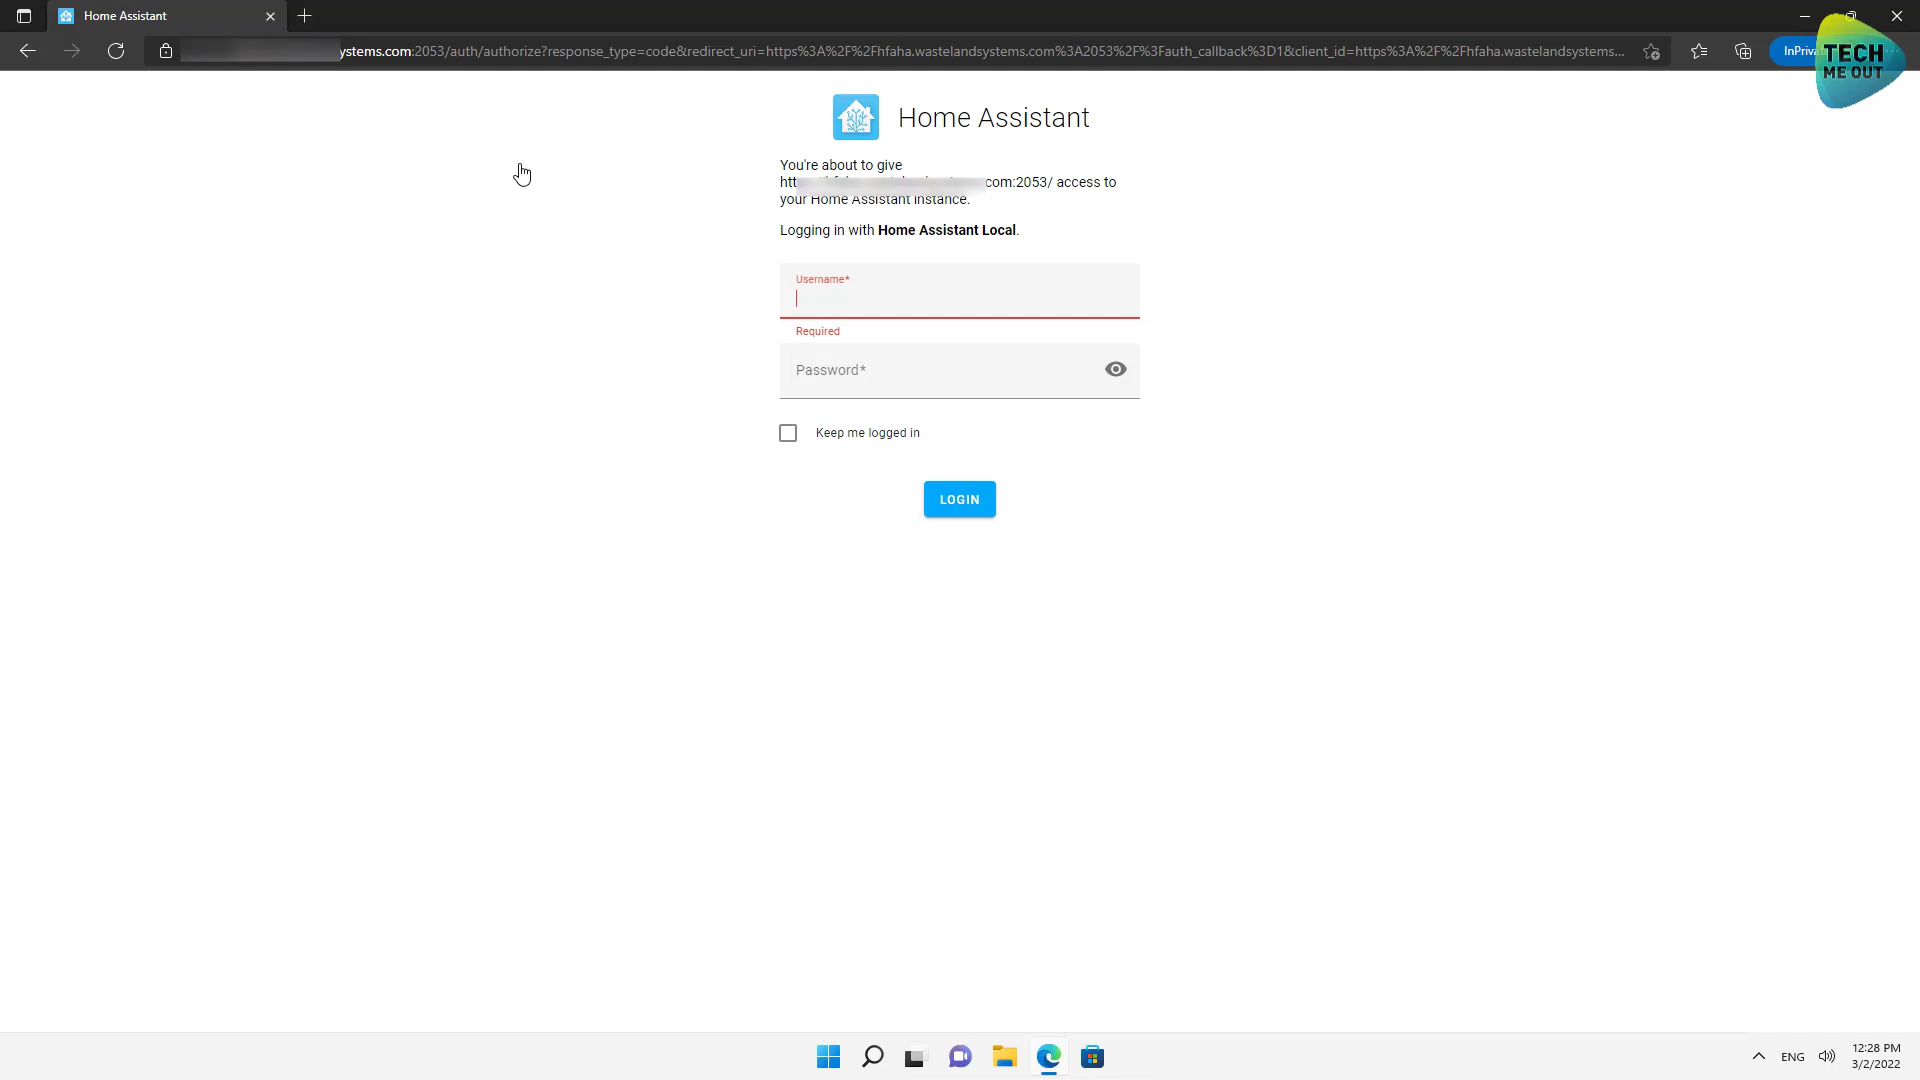 Home Assistant
ystems.com:2053/auth/authorize?response_type=code&redirect_uri=https%3A%2F%2Fhfaha.wastelandsystems.com%3A2053%2F%3Fauth_callback%3D1&client_id=https%3A%2F%2Fhfaha.wastelandsystems...
TECH
ME OUT
Home Assistant
You're about to give
com:2053/ access to
your Home Assistant instance.
Logging in with Home Assistant Local.
Username*
Required
Password*
Keep me logged in
LOGIN
ENG
12:28 PM
3/2/2022